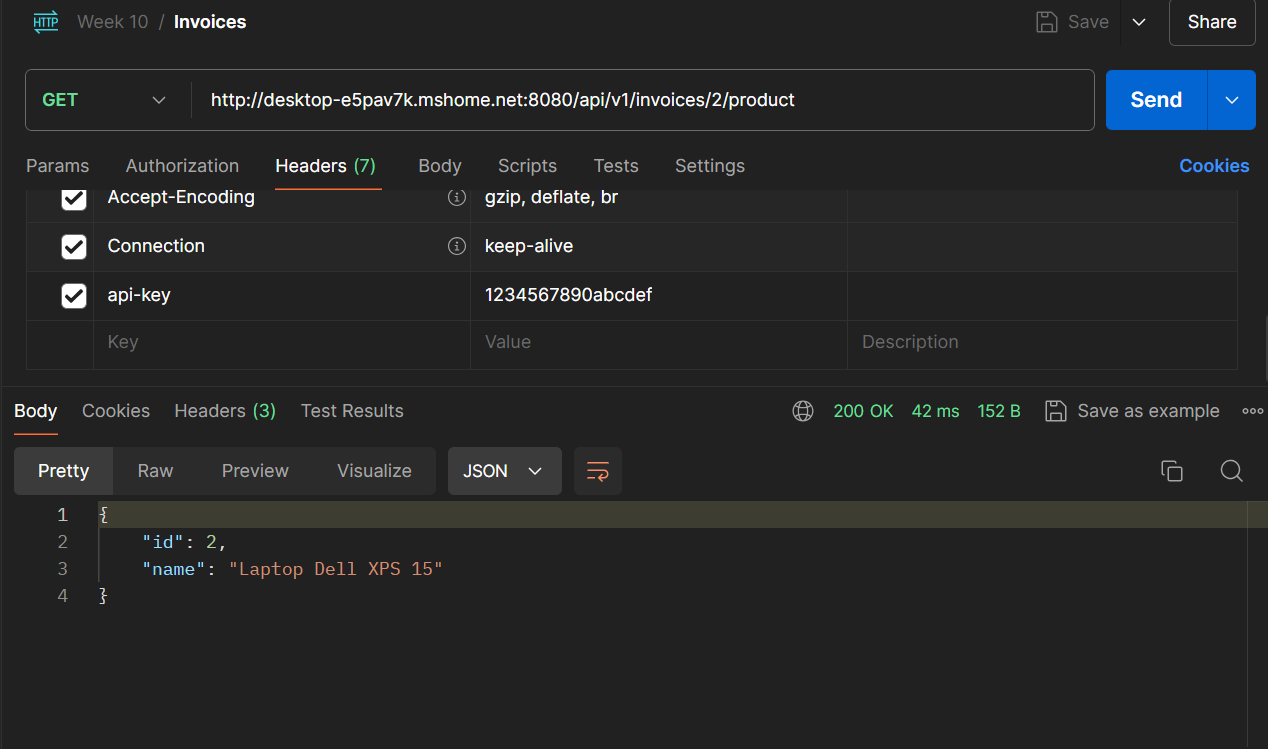 HTTP Week 10 / Invoices Save Share
GET http://desktop-e5pav7k.mshome.net:8080/api/v1/invoices/2/product Send
Params Authorization Headers (7) Body Scripts Tests Settings Cookies
Accept-Encoding gzip, deflate, br
Connection keep-alive
api-key 1234567890abcdef
Key Value Description
Body Cookies Headers (3) Test Results 200 OK 42 ms 152 B Save as example
Pretty Raw Preview Visualize JSON
1 {
2 "id": 2,
3 "name": "Laptop Dell XPS 15"
4 }